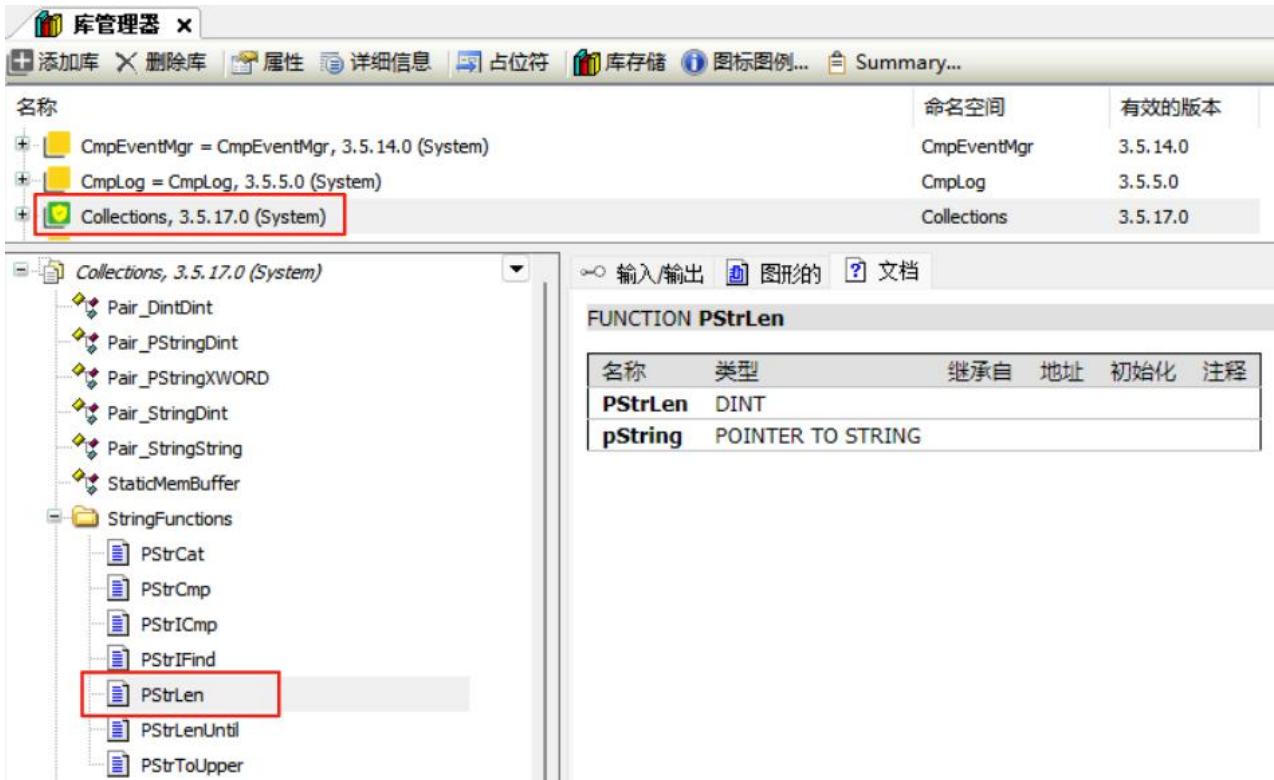 库管理器
添加库 删除库 属性 详细信息 占位符 库存储 图标图例... Summary...
名称 命名空间 有效的版本
CmpEventMgr = CmpEventMgr, 3.5.14.0 (System) CmpEventMgr 3.5.14.0
CmpLog = CmpLog, 3.5.5.0 (System) CmpLog 3.5.5.0
Collections, 3.5.17.0 (System) Collections 3.5.17.0
Collections, 3.5.17.0 (System)
Pair_DintDint
Pair_PStringDint
Pair_PStringXWORD
Pair_StringDint
Pair_StringString
StaticMemBuffer
StringFunctions
PStrCat
PStrCmp
PStrICmp
PStrIFind
PStrLen
PStrLenUntil
PStrToUpper
输入/输出 图形的 文档
FUNCTION PStrLen
名称 类型 继承自 地址 初始化 注释
PStrLen DINT
pString POINTER TO STRING